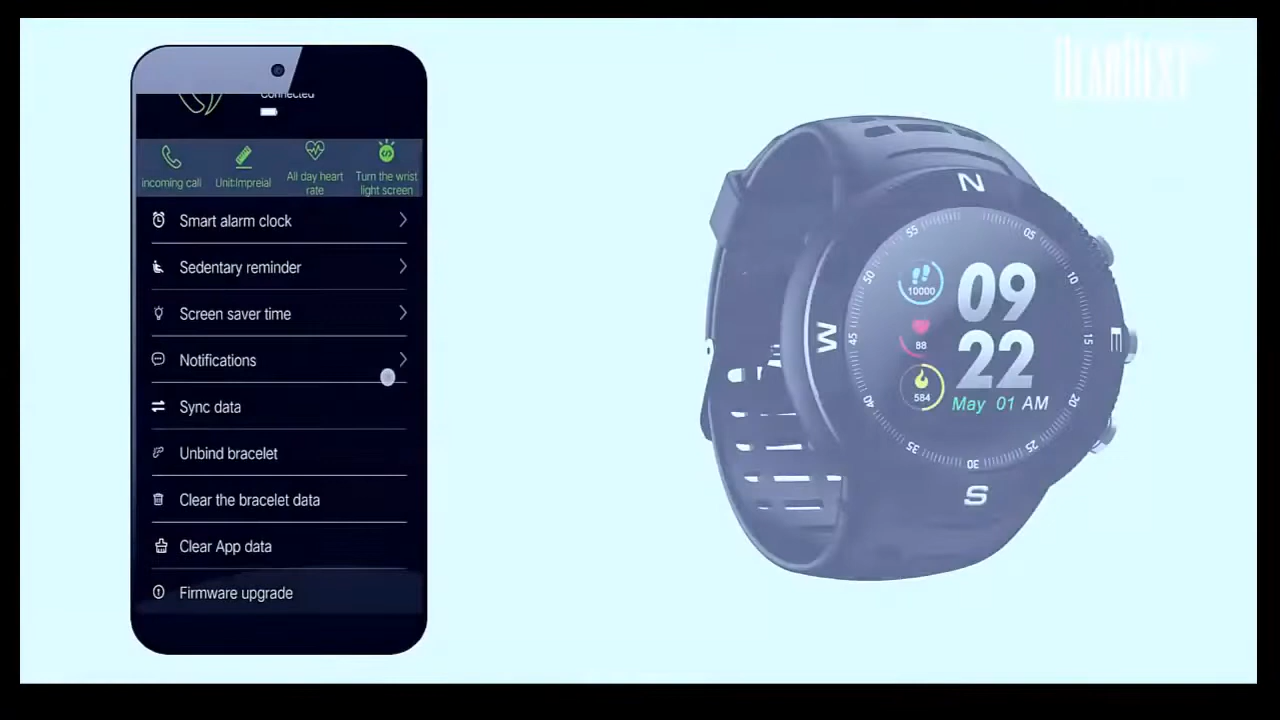 Connected
incoming call
Unit:Impreial
All day heart
rate
Turn the wrist
light screen
Smart alarm clock
Sedentary reminder
Screen saver time
Notifications
Sync data
Unbind bracelet
Clear the bracelet data
Clear App data
Firmware upgrade
N
55
05
50
10
10000
09
W
45
88
15
E
22
584
May 01 AM
40
20
35
25
30
S